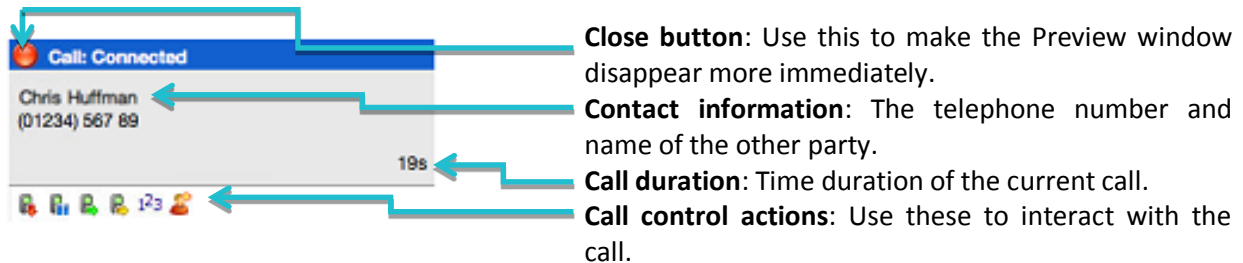 Call: Connected
Chris Huffman
(01234) 567 89
19s
1²3
Close button: Use this to make the Preview window
disappear more immediately.
Contact information: The telephone number and
name of the other party.
Call duration: Time duration of the current call.
Call control actions: Use these to interact with the
call.